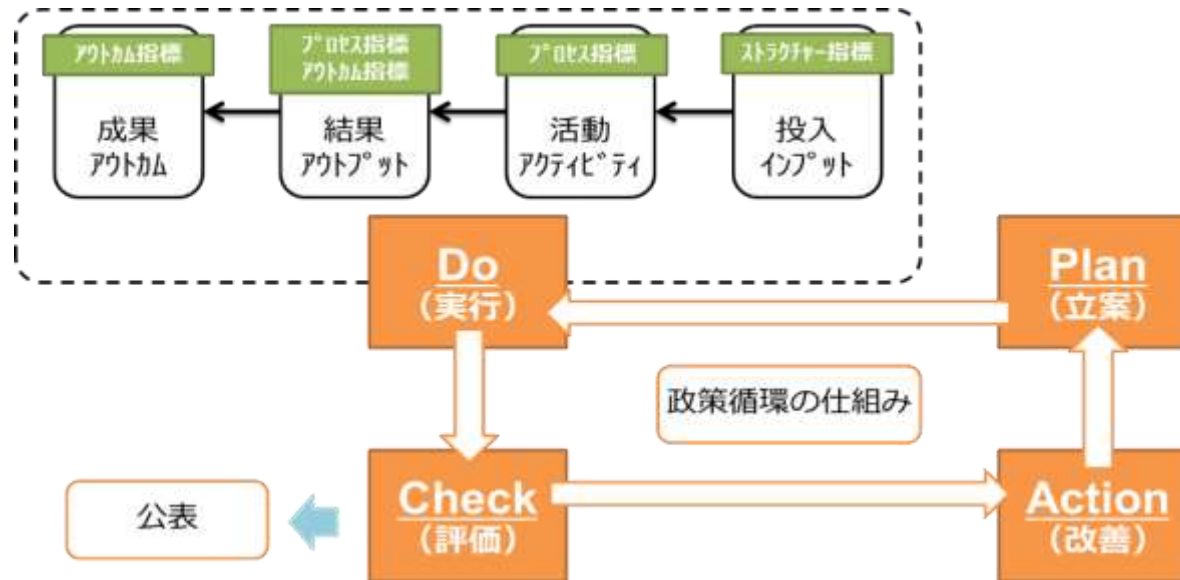 ｱｳﾄｶﾑ指標
成果
ｱｳﾄｶﾑ
ﾌﾟﾛｾｽ指標
ｱｳﾄｶﾑ指標
結果
ｱｳﾄﾌﾟｯﾄ
ﾌﾟﾛｾｽ指標
活動
ｱｸﾃｨﾋﾞﾃｨ
ｽﾄﾗｸﾁｬｰ指標
投入
ｲﾝﾌﾟｯﾄ
Do
（実行）
Plan
（立案）
政策循環の仕組み
公表
Check
（評価）
Action
（改善）